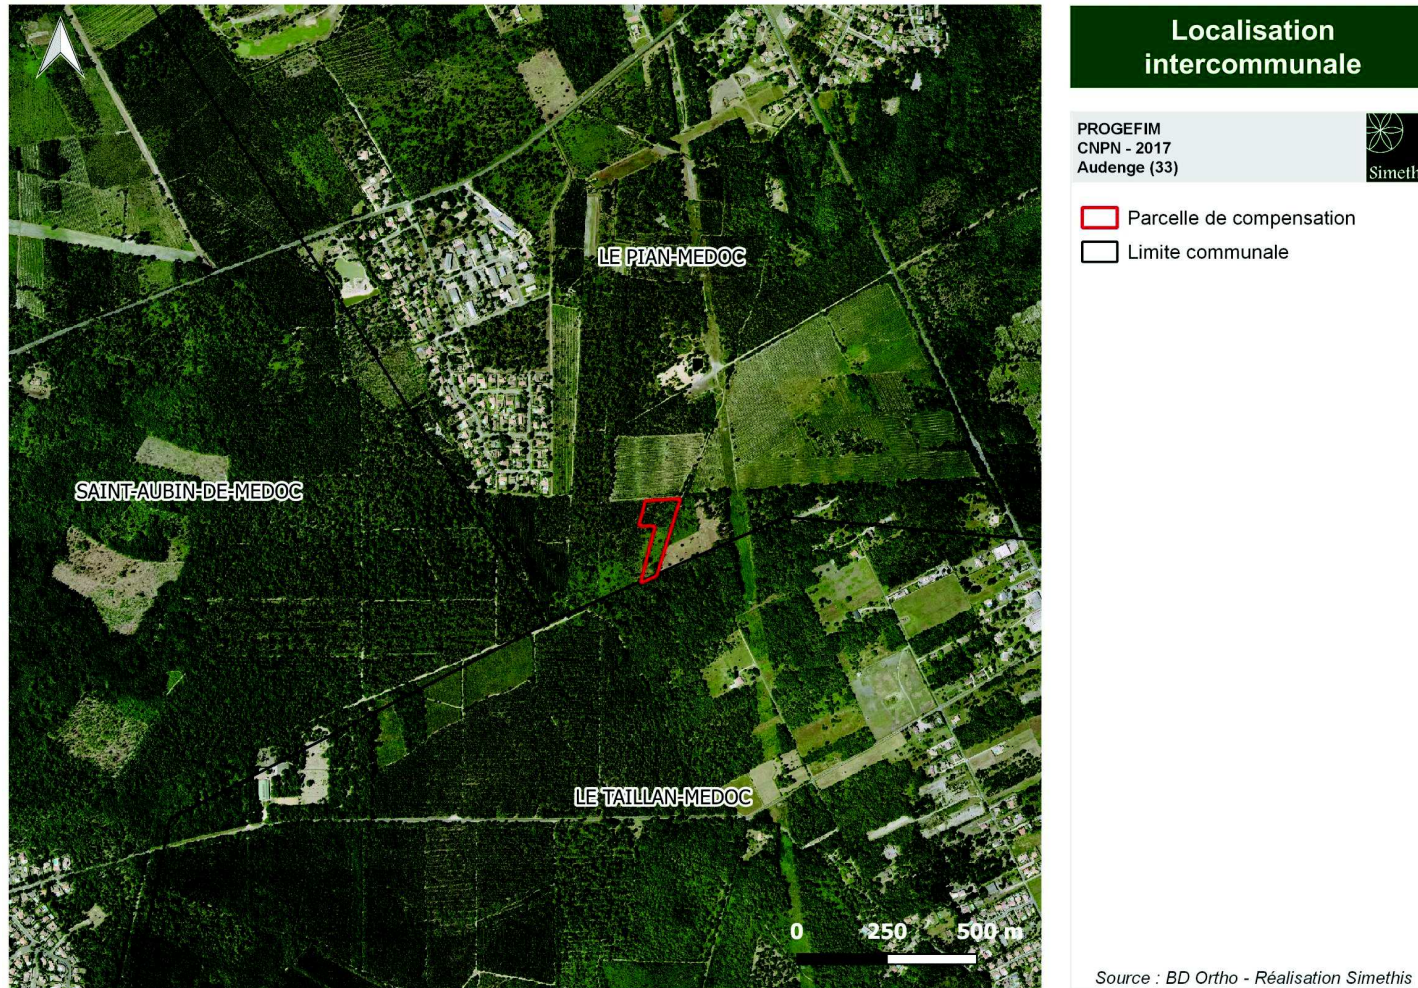 Localisation
intercommunale
PROGEFIM
CNPN - 2017
Audenge (33)
Simeth
Parcelle de compensation
Limite communale
LE PIAN-MEDOC
SAINT-AUBIN-DE-MEDOC
LE TAILLAN-MEDOC
0 250 500 m
Source : BD Ortho - Réalisation Simethis